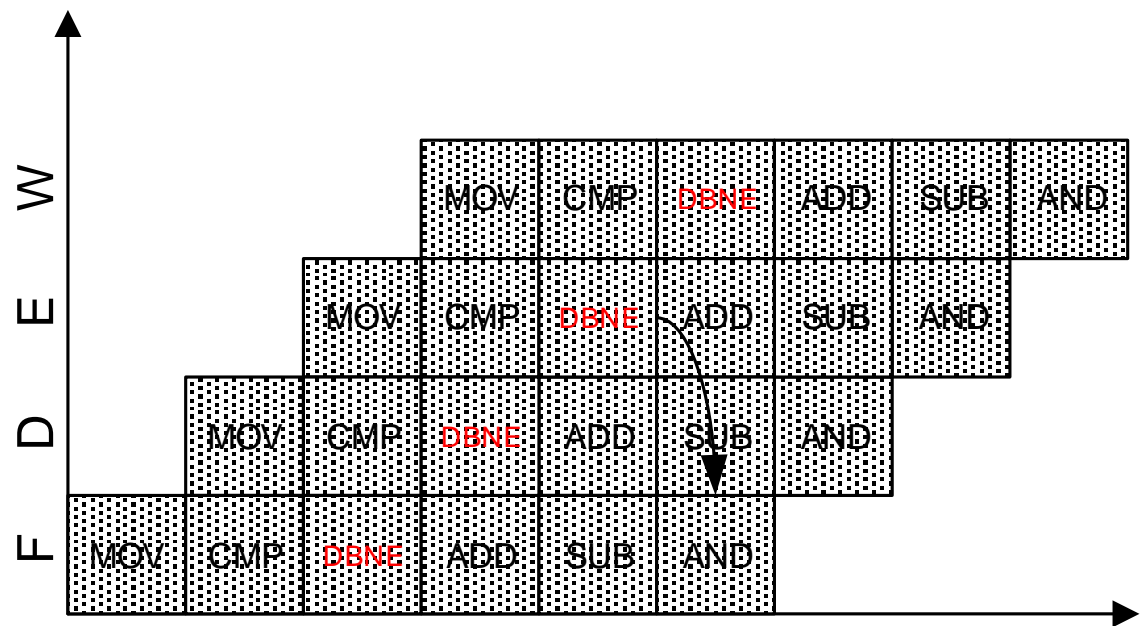 W MOV CMP DBNE ADD SUB AND
E MOV CMP DBNE ADD SUB AND
D MOV CMP DBNE ADD SUB AND
F MOV CMP DBNE ADD SUB AND